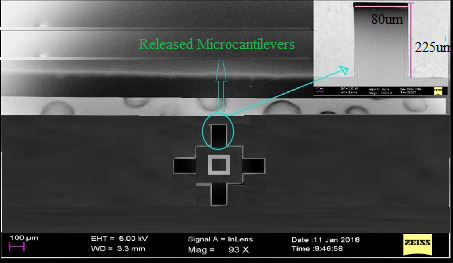 80um
225um
Released Microcantilevers
100 µm
EHT = 6.00 kV
WD = 3.3 mm
Signal A = InLens
Mag = 93 X
Date :11 Jan 2018
Time :9:46:58
ZEISS